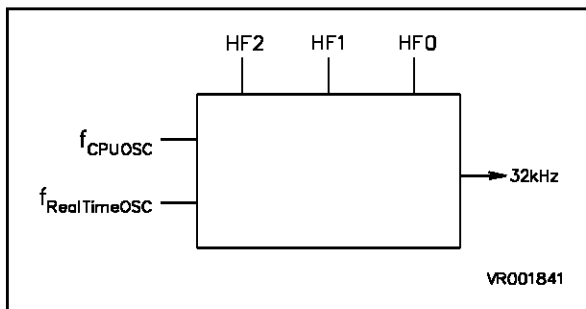 HF2 HF1 HF0
fCPUOSC
32kHz
fRealTimeOSC
VR001841